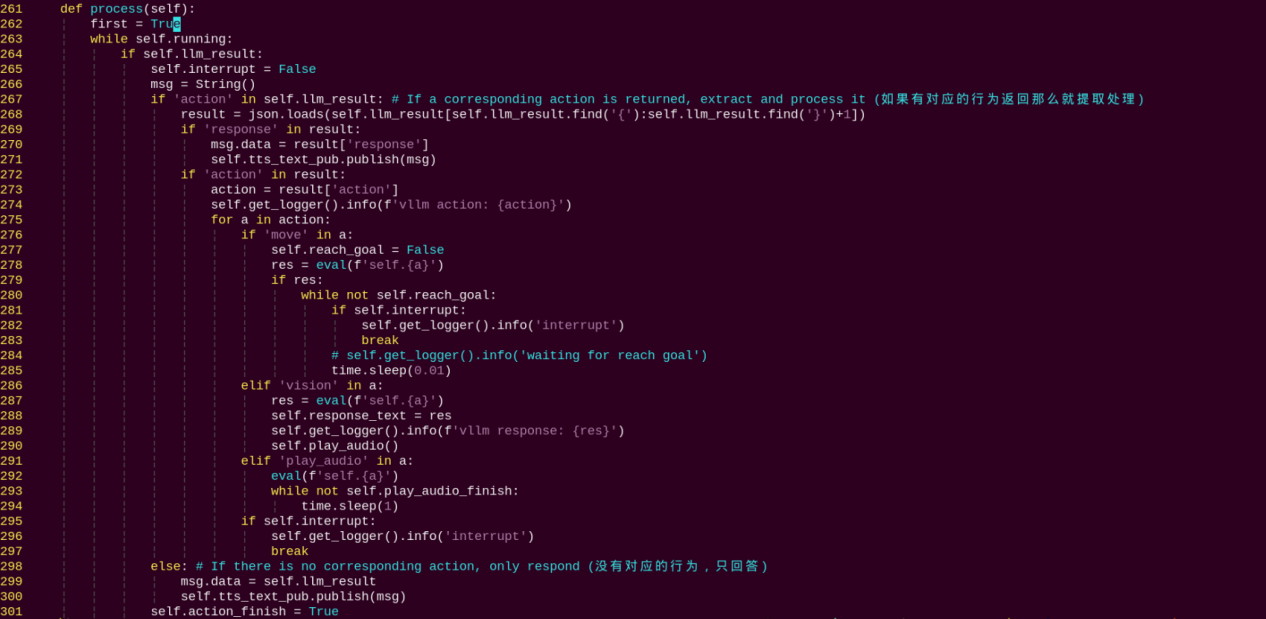 261     def process(self):
262         first = True
263         while self.running:
264             if self.llm_result:
265                 self.interrupt = False
266                 msg = String()
267                 if 'action' in self.llm_result: # If a corresponding action is returned, extract and process it (如果有对应的行为返回那么就提取处理)
268                     result = json.loads(self.llm_result[self.llm_result.find('{'):self.llm_result.find('}')+1])
269                     if 'response' in result:
270                         msg.data = result['response']
271                         self.tts_text_pub.publish(msg)
272                     if 'action' in result:
273                         action = result['action']
274                         self.get_logger().info(f'vllm action: {action}')
275                         for a in action:
276                             if 'move' in a:
277                                 self.reach_goal = False
278                                 res = eval(f'self.{a}')
279                                 if res:
280                                     while not self.reach_goal:
281                                         if self.interrupt:
282                                             self.get_logger().info('interrupt')
283                                             break
284                                         # self.get_logger().info('waiting for reach goal')
285                                         time.sleep(0.01)
286                             elif 'vision' in a:
287                                 res = eval(f'self.{a}')
288                                 self.response_text = res
289                                 self.get_logger().info(f'vllm response: {res}')
290                                 self.play_audio()
291                             elif 'play_audio' in a:
292                                 eval(f'self.{a}')
293                                 while not self.play_audio_finish:
294                                     time.sleep(1)
295                             if self.interrupt:
296                                 self.get_logger().info('interrupt')
297                                 break
298                 else: # If there is no corresponding action, only respond (没有对应的行为，只回答)
299                     msg.data = self.llm_result
300                     self.tts_text_pub.publish(msg)
301                 self.action_finish = True